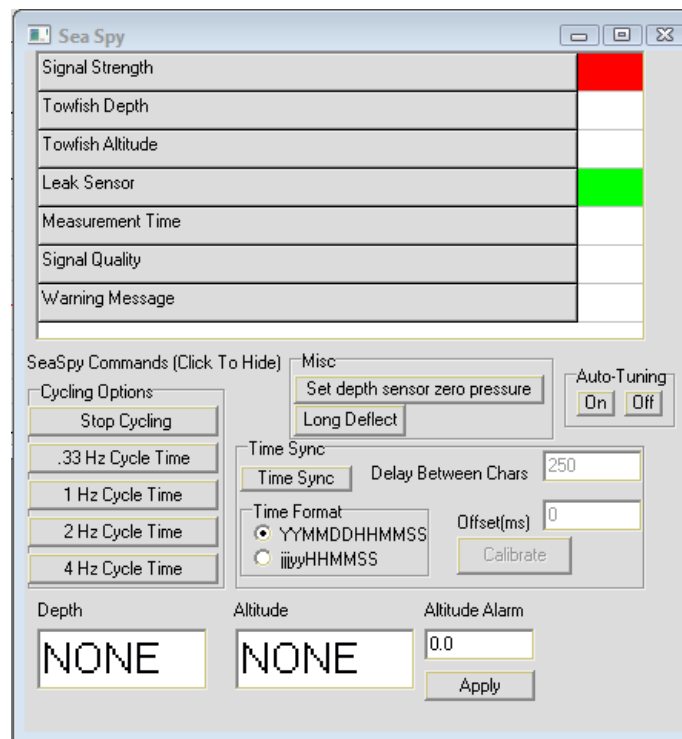 Sea Spy
Signal Strength
Towfish Depth
Towfish Altitude
Leak Sensor
Measurement Time
Signal Quality
Warning Message
SeaSpy Commands (Click To Hide)
Misc
Set depth sensor zero pressure
Long Deflect
Auto-Tuning
On Off
Cycling Options
Stop Cycling
.33 Hz Cycle Time
1 Hz Cycle Time
2 Hz Cycle Time
4 Hz Cycle Time
Time Sync
Time Sync Delay Between Chars 250
Time Format
YYMMDDHHMMSS
jjjyyHHMMSS
Offset(ms) 0
Calibrate
Depth Altitude Altitude Alarm
NONE NONE 0.0
Apply